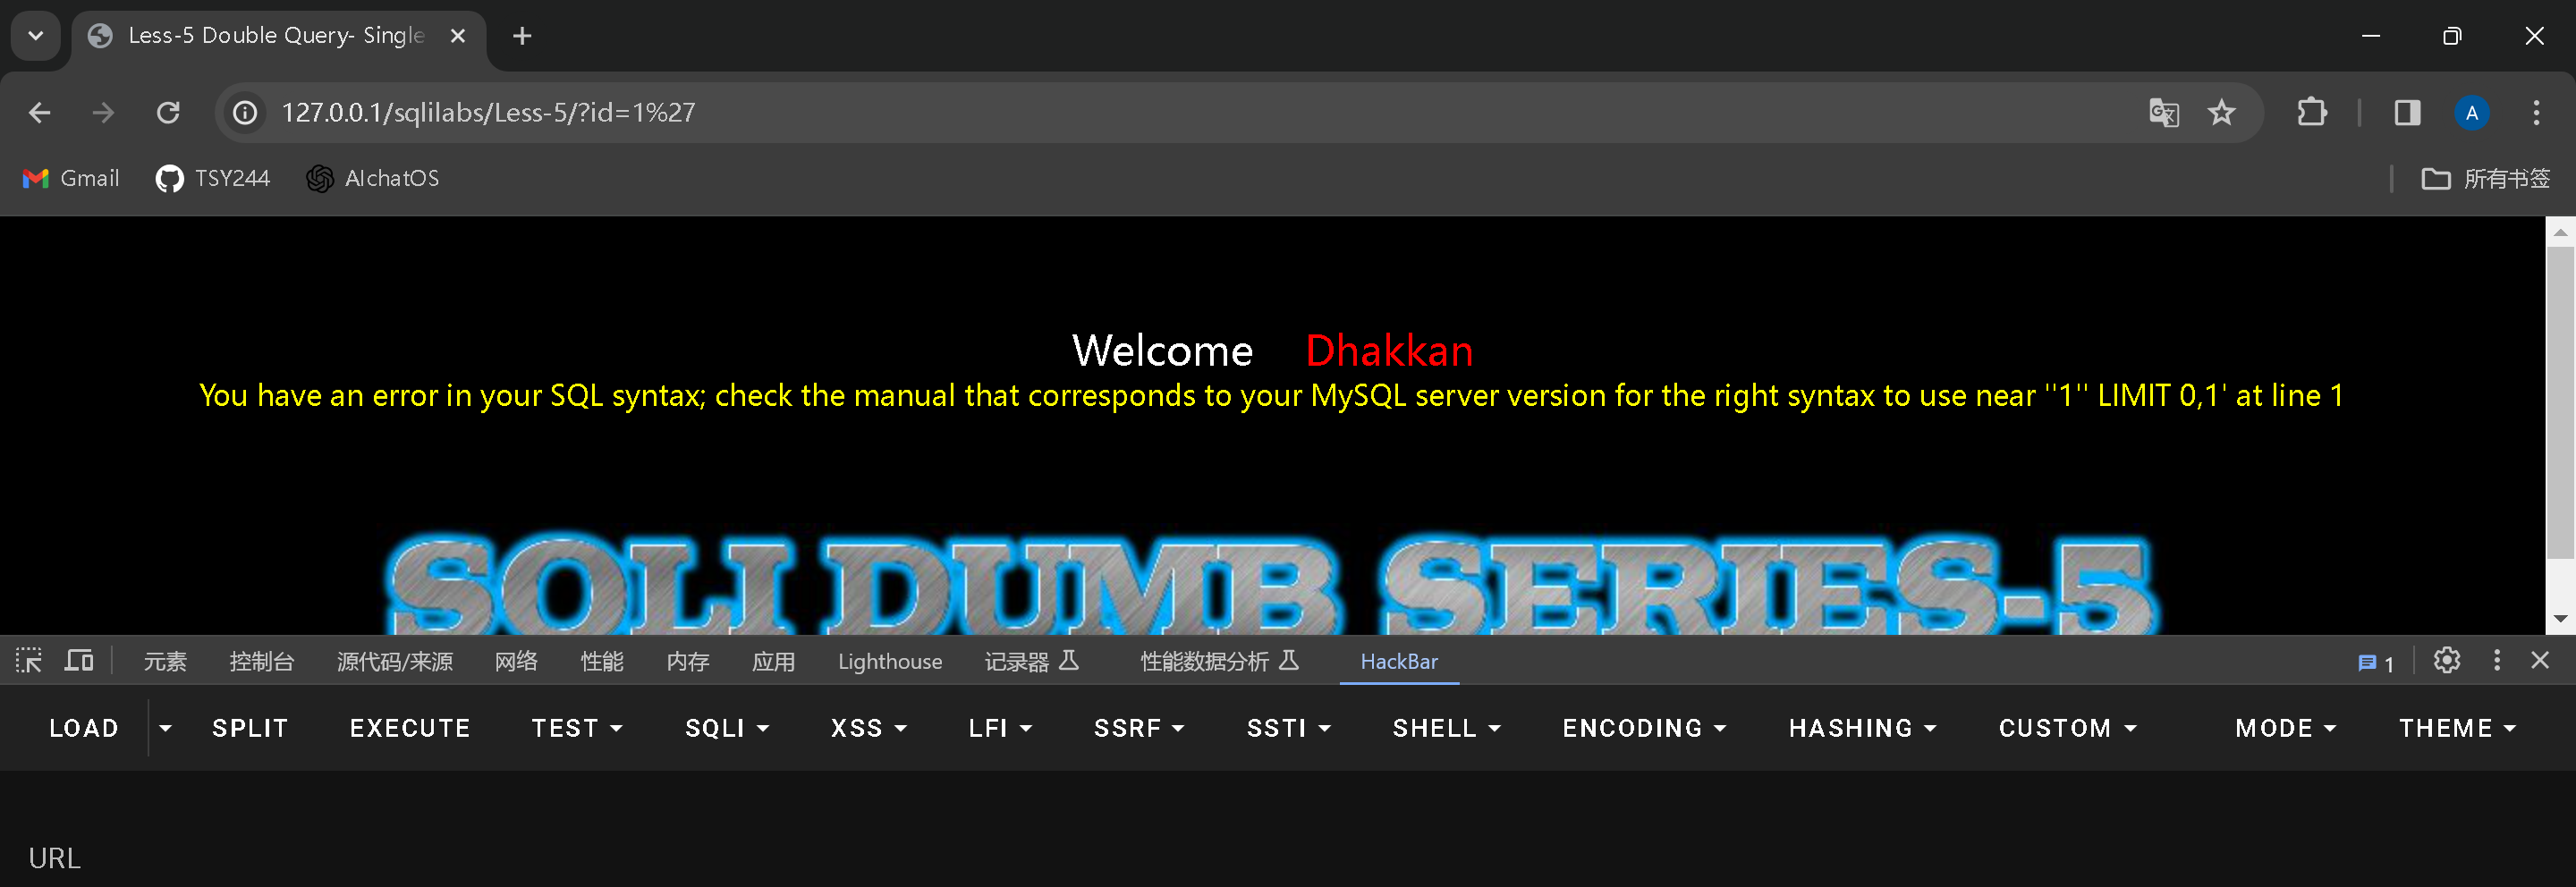 Less-5 Double Query- Single
127.0.0.1/sqlilabs/Less-5/?id=1%27
A
Gmail TSY244 AIchatOS 所有书签
Welcome Dhakkan
You have an error in your SQL syntax; check the manual that corresponds to your MySQL server version for the right syntax to use near ''1'' LIMIT 0,1' at line 1
SQLI DUMB SERIES-5
元素 控制台 源代码/来源 网络 性能 内存 应用 Lighthouse 记录器 性能数据分析 HackBar 1
LOAD SPLIT EXECUTE TEST SQLI XSS LFI SSRF SSTI SHELL ENCODING HASHING CUSTOM MODE THEME
URL